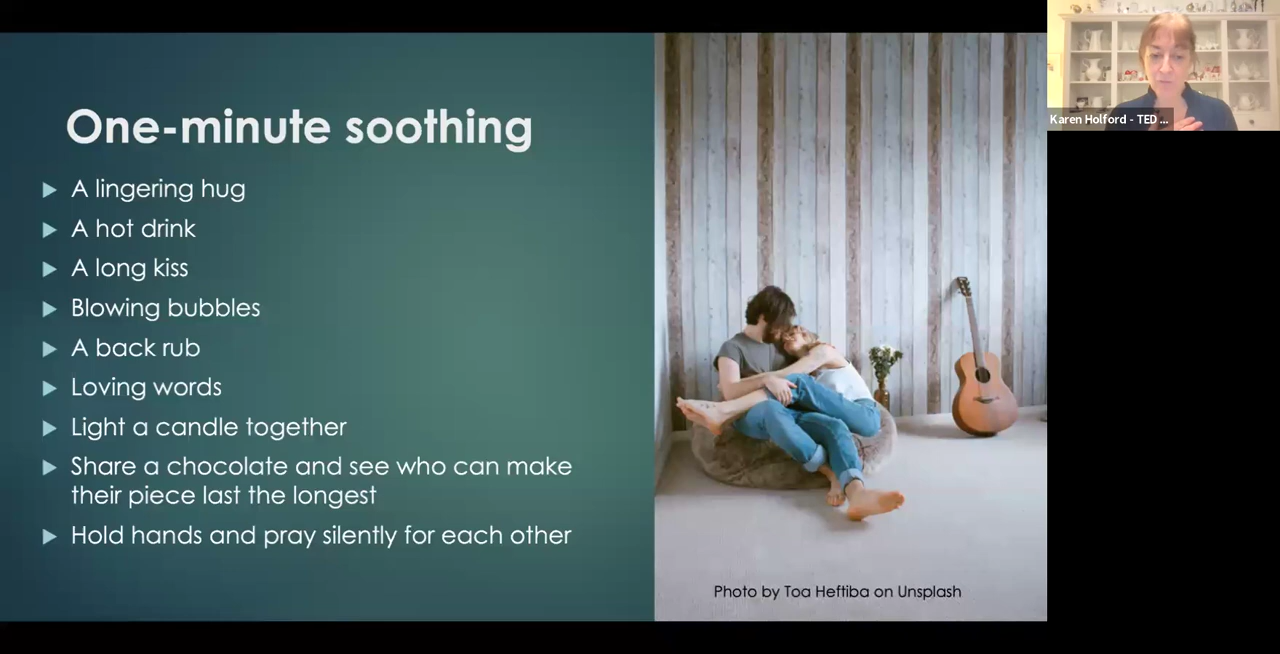 One-minute soothing
A lingering hug
A hot drink
A long kiss
Blowing bubbles
A back rub
Loving words
Light a candle together
Share a chocolate and see who can make
their piece last the longest
Hold hands and pray silently for each other
Photo by Toa Heftiba on Unsplash
Karen Holford - TED ...